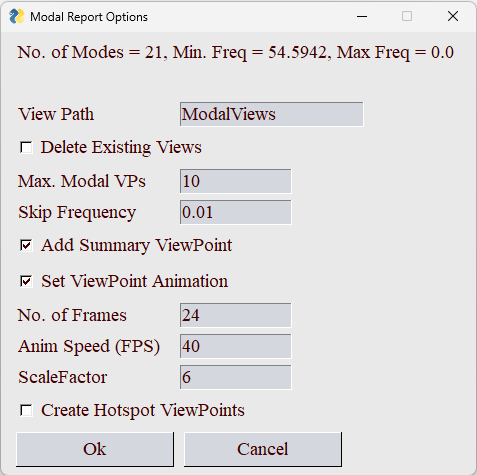 Modal Report Options
No. of Modes = 21, Min. Freq = 54.5942, Max Freq = 0.0
View Path ModalViews
Delete Existing Views
Max. Modal VPs 10
Skip Frequency 0.01
Add Summary ViewPoint
Set ViewPoint Animation
No. of Frames 24
Anim Speed (FPS) 40
ScaleFactor 6
Create Hotspot ViewPoints
Ok Cancel